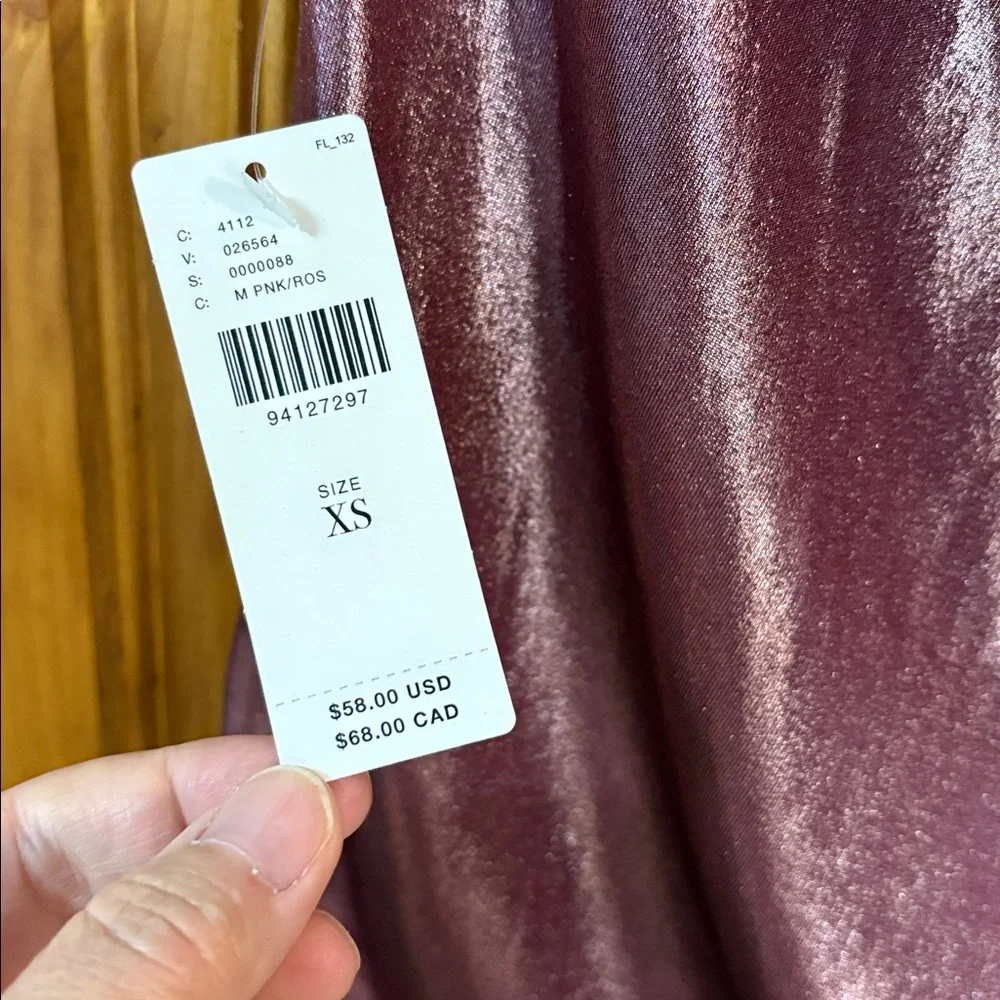 FL_132
C: 4112
V: 026564
S: 0000088
C: M PNK/ROS
94127297
SIZE
XS
$58.00 USD
$68.00 CAD